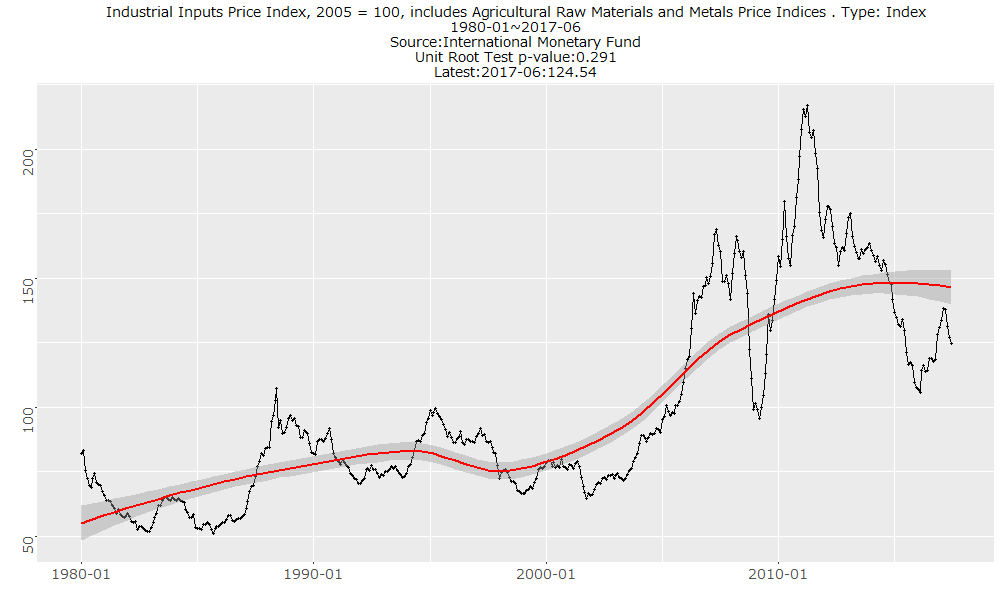 Industrial Inputs Price Index, 2005 = 100, includes Agricultural Raw Materials and Metals Price Indices . Type: Index
1980-01~2017-06
Source:International Monetary Fund
Unit Root Test p-value:0.291
Latest:2017-06:124.54
200
150
100
50
1980-01
1990-01
2000-01
2010-01